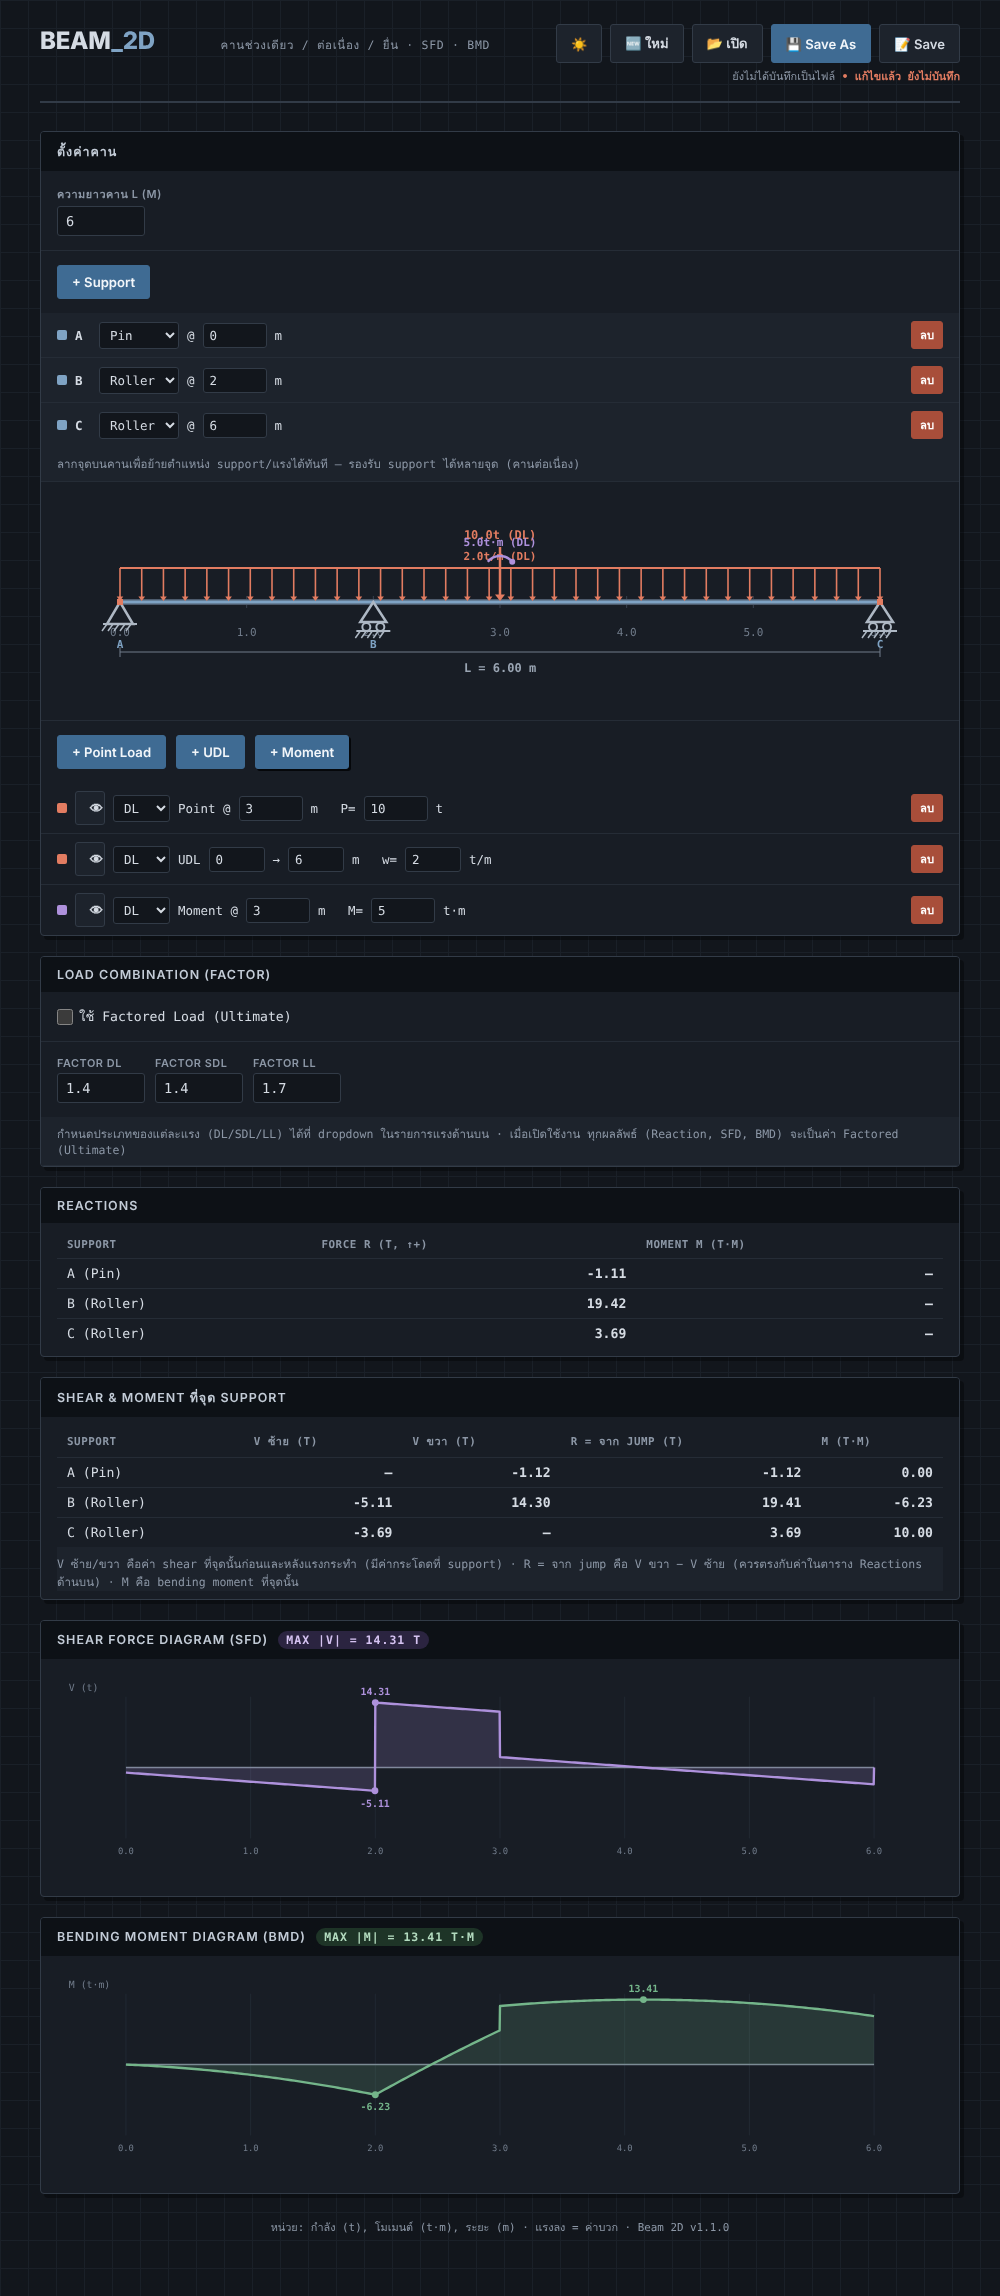 BEAM_2D
คานช่วงเดียว / ต่อเนื่อง / ยื่น · SFD · BMD
☀️ 🆕 ใหม่ 📂 เปิด 💾 Save As 📝 Save
ยังไม่ได้บันทึกเป็นไฟล์ • แก้ไขแล้ว ยังไม่บันทึก
ตั้งค่าคาน
ความยาวคาน L (M)
6
+ Support
A Pin @ 0 m ลบ
B Roller @ 2 m ลบ
C Roller @ 6 m ลบ
ลากจุดบนคานเพื่อย้ายตำแหน่ง support/แรงได้ทันที — รองรับ support ได้หลายจุด (คานต่อเนื่อง)
10.0t (DL)
5.0t·m (DL)
2.0t/m (DL)
0.0 1.0 3.0 4.0 5.0
A B C
L = 6.00 m
+ Point Load + UDL + Moment
DL Point @ 3 m P= 10 t ลบ
DL UDL 0 → 6 m w= 2 t/m ลบ
DL Moment @ 3 m M= 5 t·m ลบ
LOAD COMBINATION (FACTOR)
ใช้ Factored Load (Ultimate)
FACTOR DL FACTOR SDL FACTOR LL
1.4 1.4 1.7
กำหนดประเภทของแต่ละแรง (DL/SDL/LL) ได้ที่ dropdown ในรายการแรงด้านบน · เมื่อเปิดใช้งาน ทุกผลลัพธ์ (Reaction, SFD, BMD) จะเป็นค่า Factored
(Ultimate)
REACTIONS
SUPPORT FORCE R (T, ↑+) MOMENT M (T·M)
A (Pin) -1.11 —
B (Roller) 19.42 —
C (Roller) 3.69 —
SHEAR & MOMENT ที่จุด SUPPORT
SUPPORT V ซ้าย (T) V ขวา (T) R = จาก JUMP (T) M (T·M)
A (Pin) — -1.12 -1.12 0.00
B (Roller) -5.11 14.30 19.41 -6.23
C (Roller) -3.69 — 3.69 10.00
V ซ้าย/ขวา คือค่า shear ที่จุดนั้นก่อนและหลังแรงกระทำ (มีค่ากระโดดที่ support) · R = จาก jump คือ V ขวา − V ซ้าย (ควรตรงกับค่าในตาราง Reactions
ด้านบน) · M คือ bending moment ที่จุดนั้น
SHEAR FORCE DIAGRAM (SFD) MAX |V| = 14.31 T
V (t)
14.31
-5.11
0.0 1.0 2.0 3.0 4.0 5.0 6.0
BENDING MOMENT DIAGRAM (BMD) MAX |M| = 13.41 T·M
M (t·m)
13.41
-6.23
0.0 1.0 2.0 3.0 4.0 5.0 6.0
หน่วย: กำลัง (t), โมเมนต์ (t·m), ระยะ (m) · แรงลง = ค่าบวก · Beam 2D v1.1.0